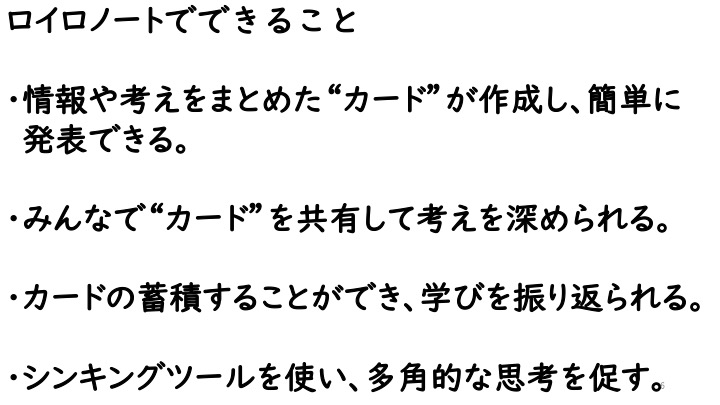 ロイロノートでできること
・情報や考えをまとめた“カード”が作成し、簡単に
発表できる。
・みんなで“カード”を共有して考えを深められる。
・カードの蓄積することができ、学びを振り返られる。
・シンキングツールを使い、多角的な思考を促す。